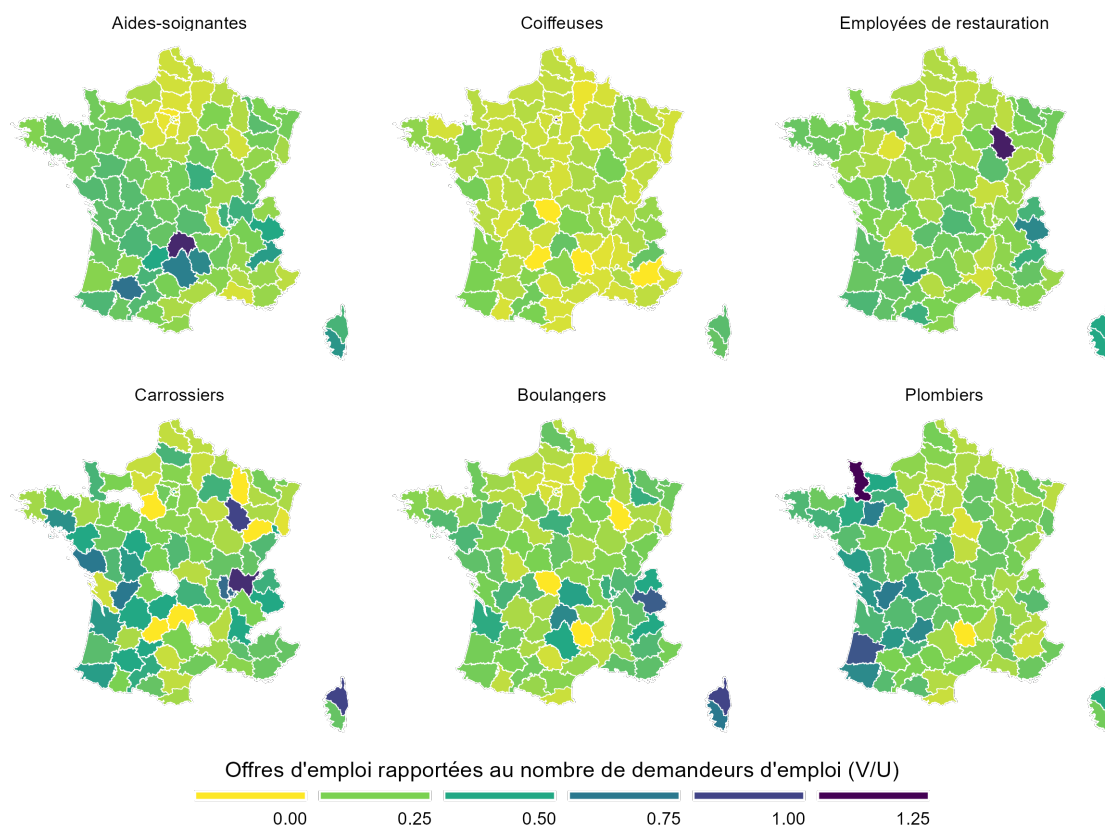 Aides-soignantes
Coiffeuses
Employées de restauration
Carrossiers
Boulangers
Plombiers
Offres d'emploi rapportées au nombre de demandeurs d'emploi (V/U)
0.00
0.25
0.50
0.75
1.00
1.25